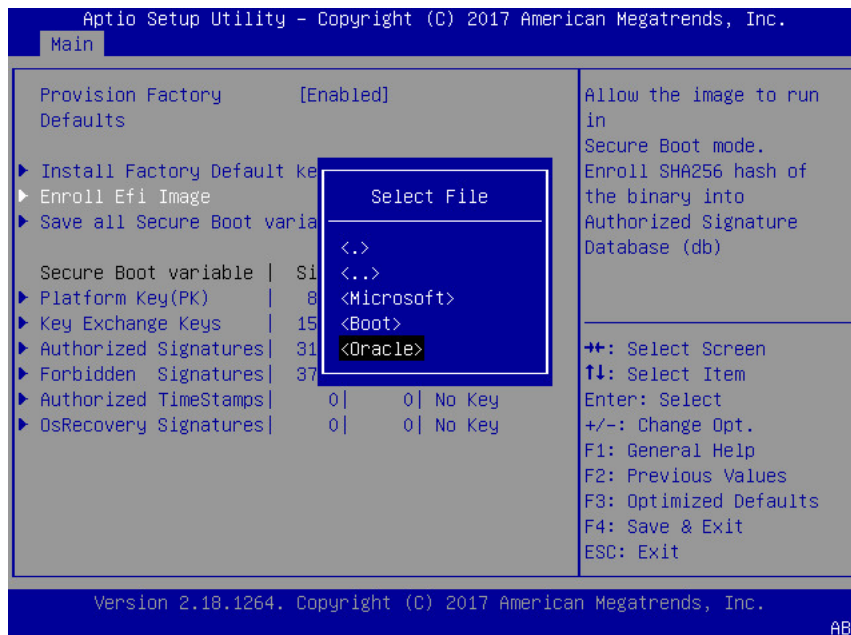 Aptio Setup Utility – Copyright (C) 2017 American Megatrends, Inc.
Main
Provision Factory [Enabled]
Defaults
Install Factory Default ke
Enroll Efi Image
Save all Secure Boot varia
Secure Boot variable | Si
Platform Key(PK) | 8
Key Exchange Keys | 15
Authorized Signatures| 31
Forbidden Signatures| 37
Authorized TimeStamps| 0| 0| No Key
OsRecovery Signatures| 0| 0| No Key
Select File
<.>
<..>
<Microsoft>
<Boot>
<Oracle>
Allow the image to run
in
Secure Boot mode.
Enroll SHA256 hash of
the binary into
Authorized Signature
Database (db)
→←: Select Screen
↑↓: Select Item
Enter: Select
+/-: Change Opt.
F1: General Help
F2: Previous Values
F3: Optimized Defaults
F4: Save & Exit
ESC: Exit
Version 2.18.1264. Copyright (C) 2017 American Megatrends, Inc.
AB